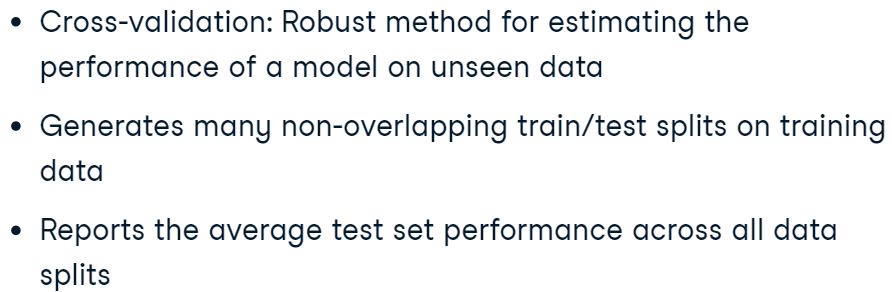 • Cross-validation: Robust method for estimating the
performance of a model on unseen data
• Generates many non-overlapping train/test splits on training
data
• Reports the average test set performance across all data
splits